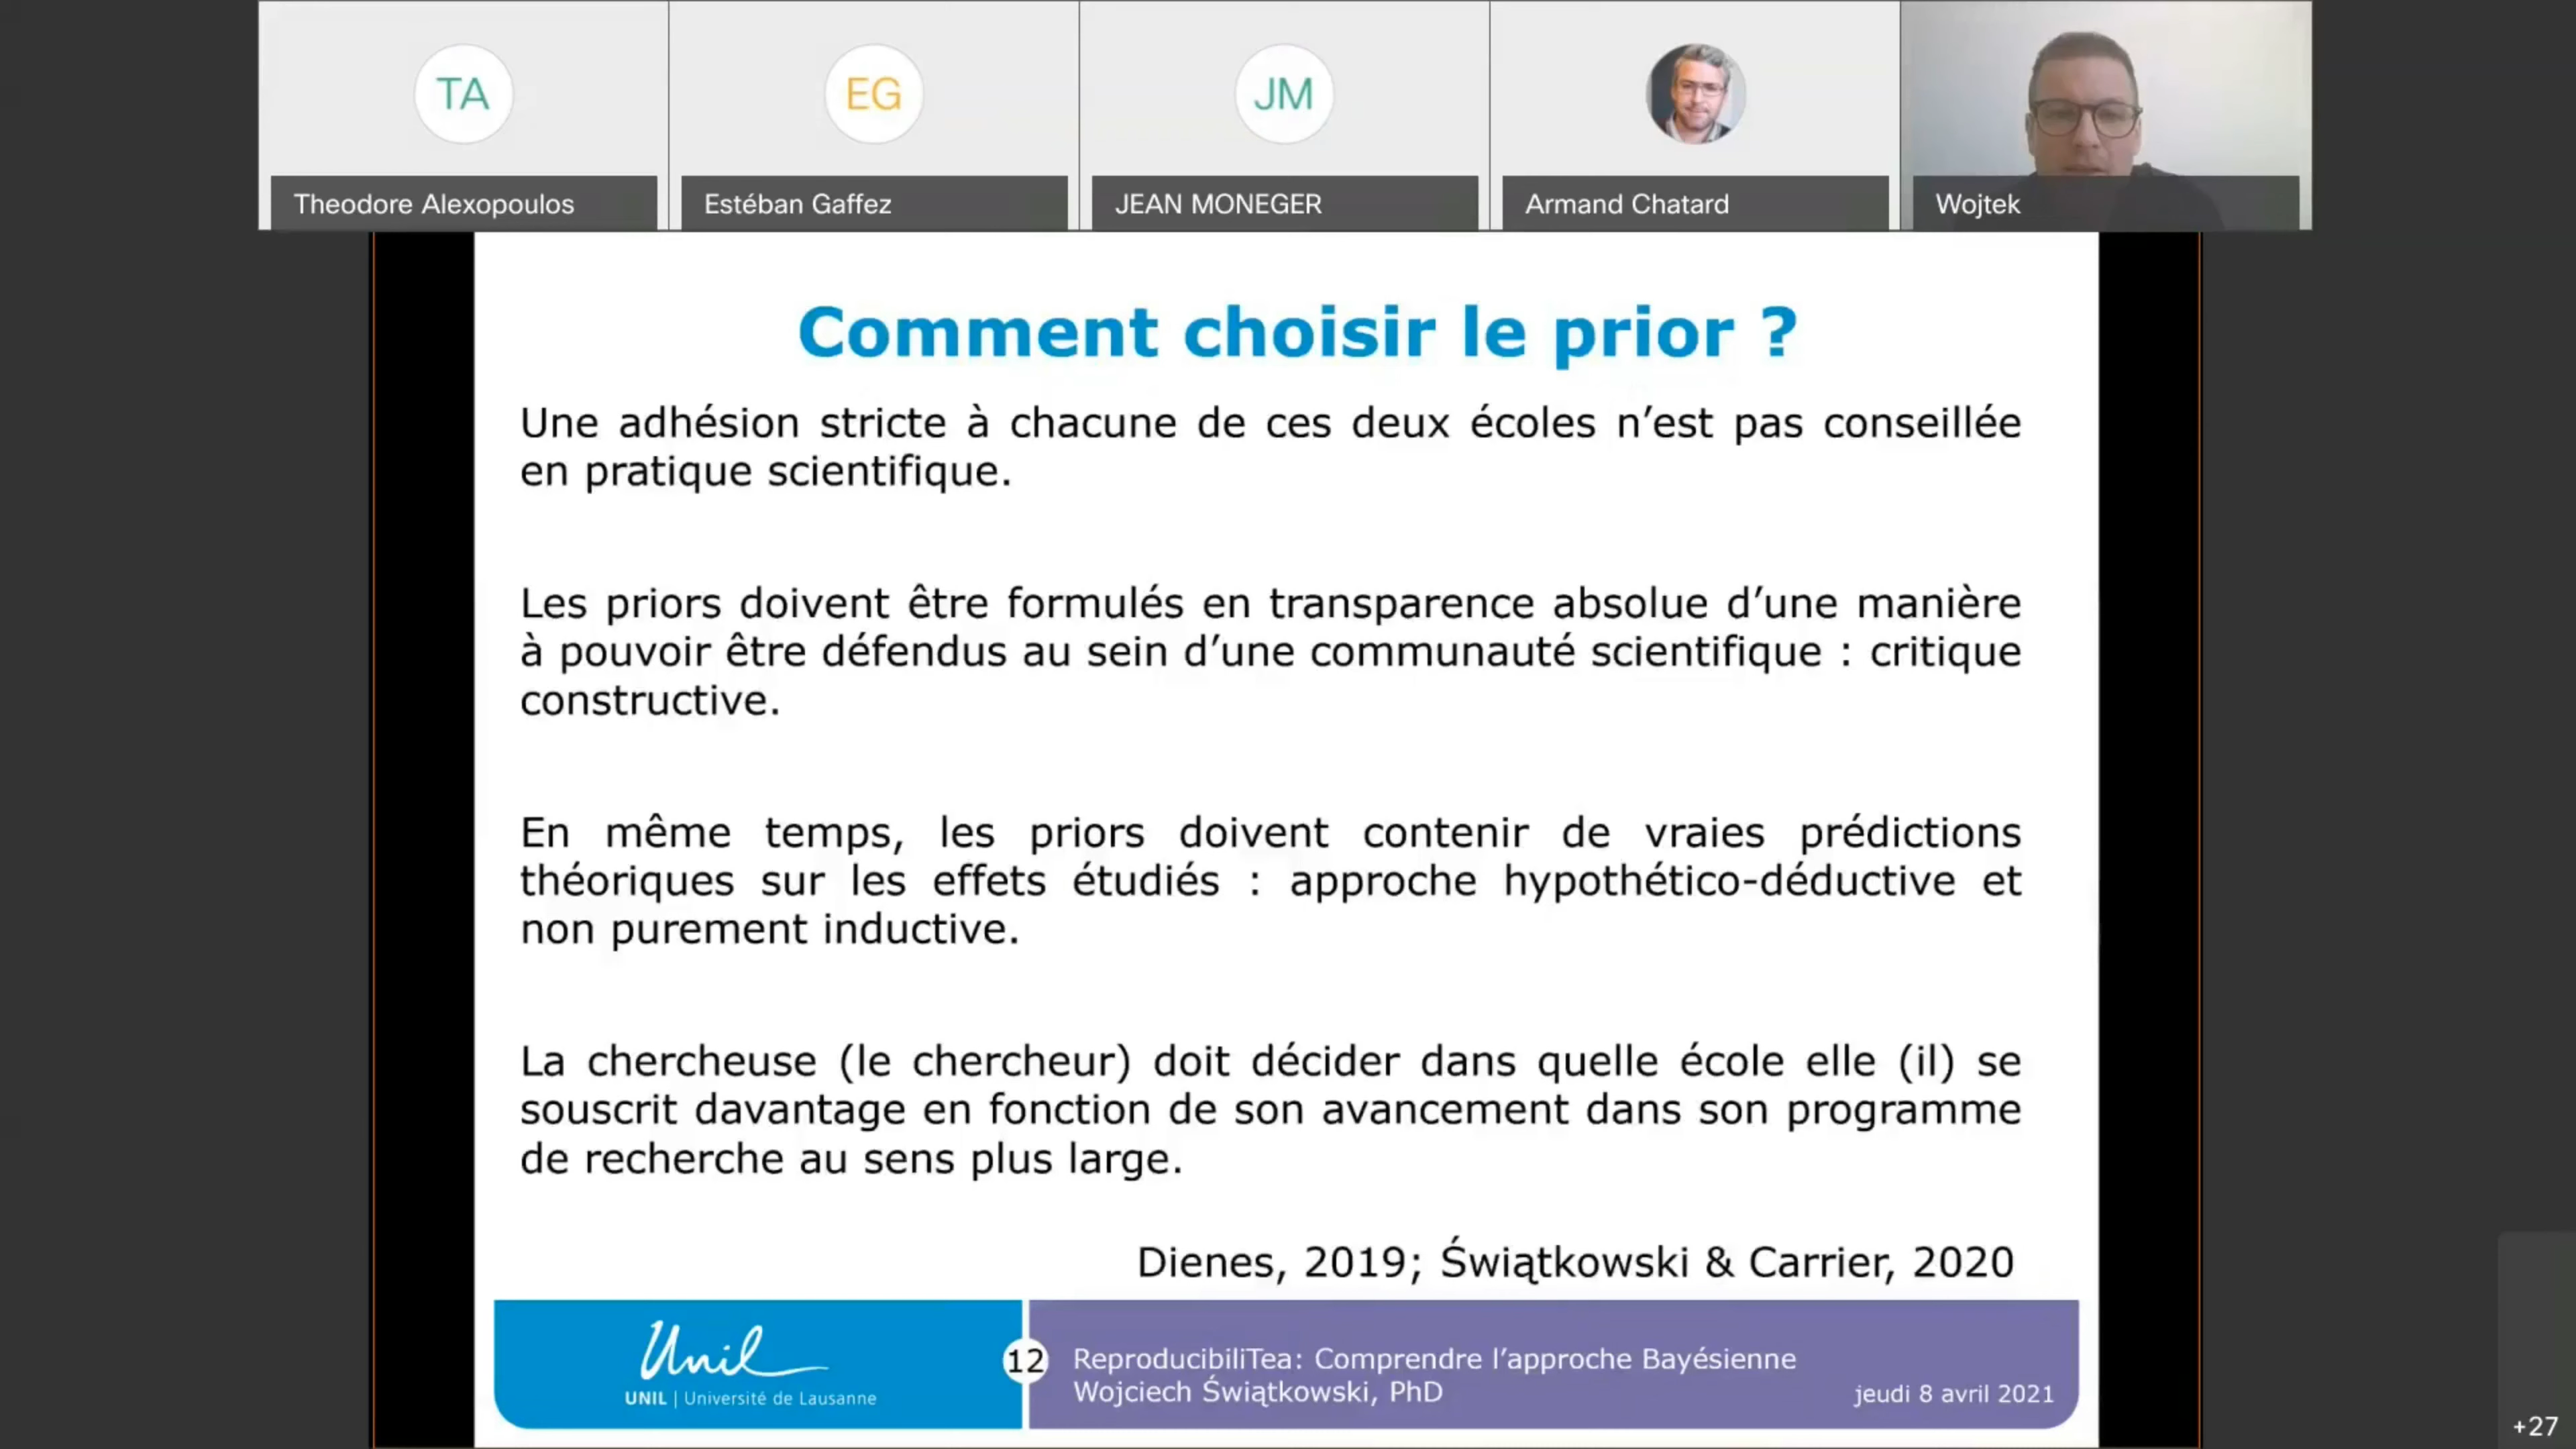 TA
EG
JM
Theodore Alexopoulos
Estéban Gaffez
JEAN MONEGER
Armand Chatard
Wojtek
Comment choisir le prior ?
Une adhésion stricte à chacune de ces deux écoles n’est pas conseillée
en pratique scientifique.
Les priors doivent être formulés en transparence absolue d’une manière
à pouvoir être défendus au sein d’une communauté scientifique : critique
constructive.
En même temps, les priors doivent contenir de vraies prédictions
théoriques sur les effets étudiés : approche hypothético-déductive et
non purement inductive.
La chercheuse (le chercheur) doit décider dans quelle école elle (il) se
souscrit davantage en fonction de son avancement dans son programme
de recherche au sens plus large.
Dienes, 2019; Świątkowski & Carrier, 2020
Unil
UNIL | Université de Lausanne
12
ReproducibiliTea: Comprendre l’approche Bayésienne
Wojciech Świątkowski, PhD
jeudi 8 avril 2021
+27